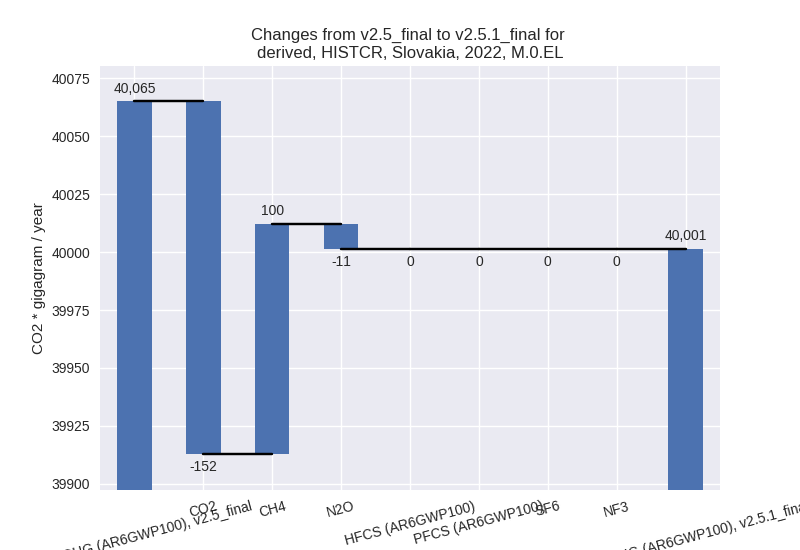 Changes from v2.5_final to v2.5.1_final for
derived, HISTCR, Slovakia, 2022, M.0.EL
CO2 * gigagram / year
40075
40050
40025
40000
39975
39950
39925
39900
40,065
-152
100
-11
0
0
0
0
40,001
(AR6GWP100), v2.5_final
CO2
CH4
N2O
HFCS (AR6GWP100)
PFCS (AR6GWP100)
SF6
NF3
(AR6GWP100), v2.5.1_final